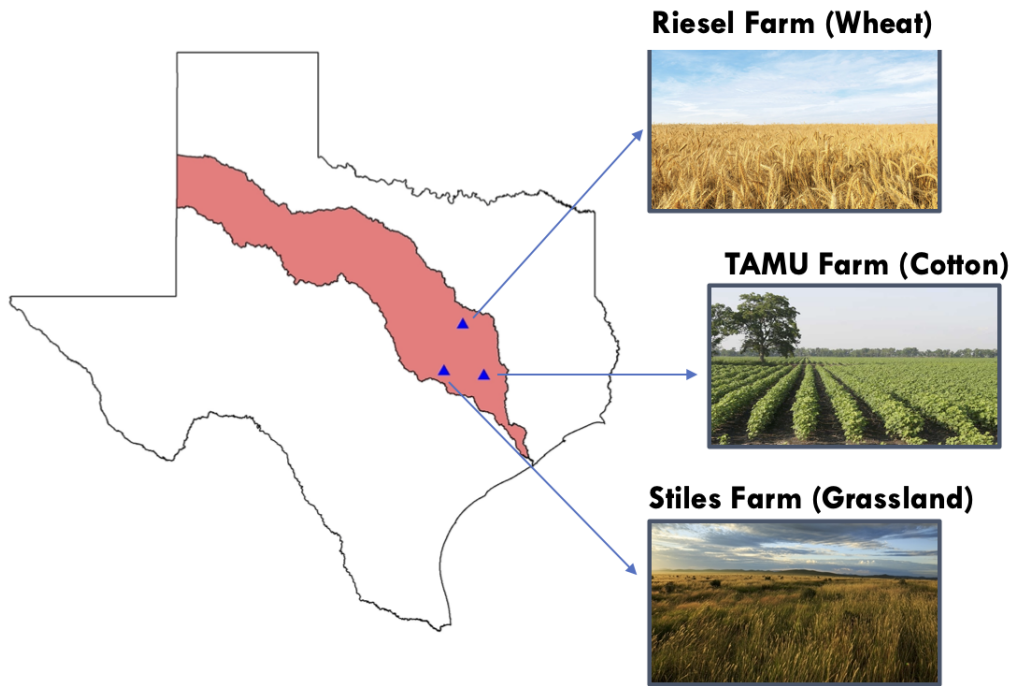 Riesel Farm (Wheat)
TAMU Farm (Cotton)
Stiles Farm (Grassland)